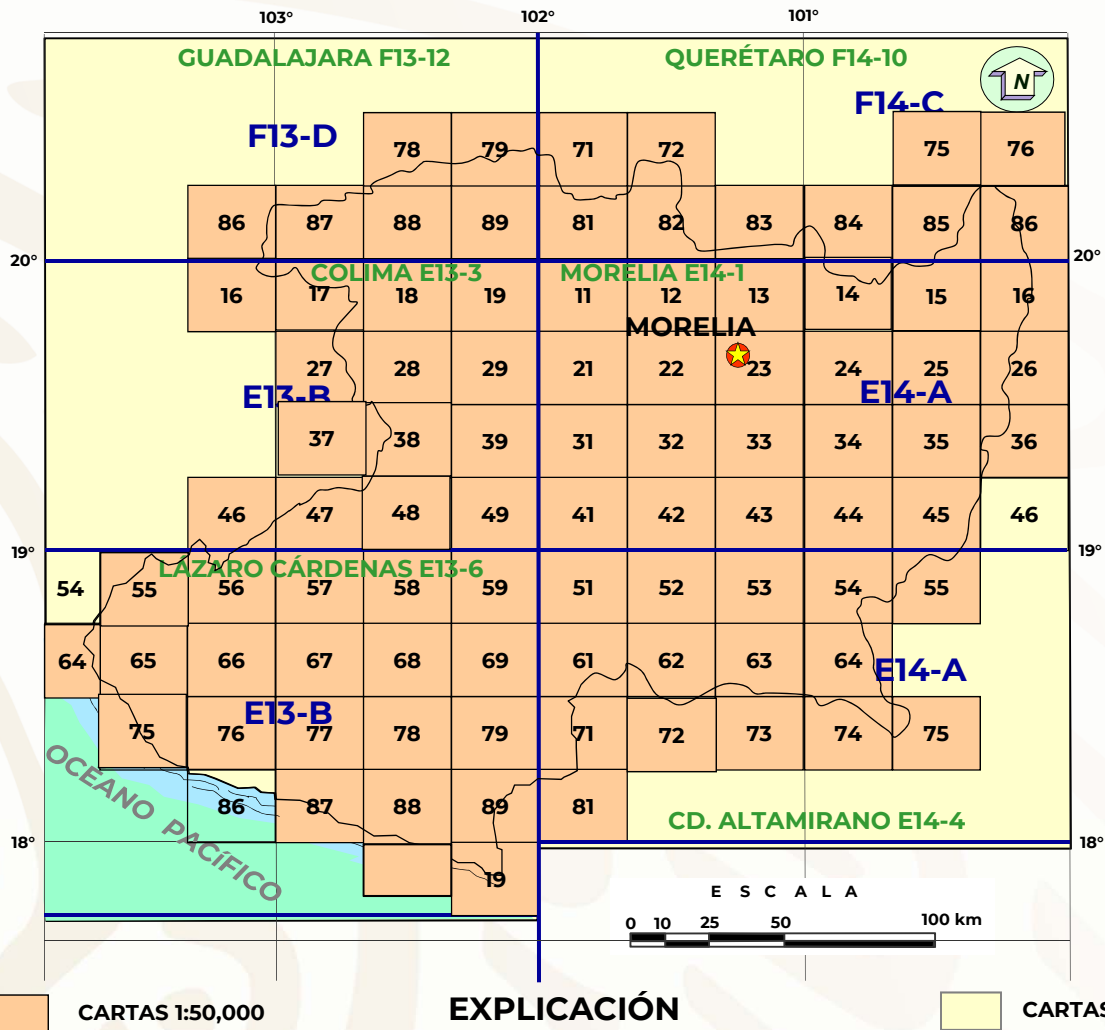 103° 102° 101°
GUADALAJARA F13-12 QUERÉTARO F14-10
N
F14-C
F13-D
78 79 71 72 75 76
86 87 88 89 81 82 83 84 85 86
20° 20°
COLIMA E13-3 MORELIA E14-1
16 17 18 19 11 12 13 14 15 16
MORELIA
27 28 29 21 22 23 24 25 26
E13-B E14-A
37 38 39 31 32 33 34 35 36
46 47 48 49 41 42 43 44 45 46
19° 19°
LÁZARO CÁRDENAS E13-6
54 55 56 57 58 59 51 52 53 54 55
64 65 66 67 68 69 61 62 63 64
E14-A
E13-B
75 76 77 78 79 71 72 73 74 75
OCÉANO PACÍFICO
86 87 88 89 81
CD. ALTAMIRANO E14-4
18° 18°
19
E S C A L A
0 10 25 50 100 km
CARTAS 1:50,000 EXPLICACIÓN CARTAS